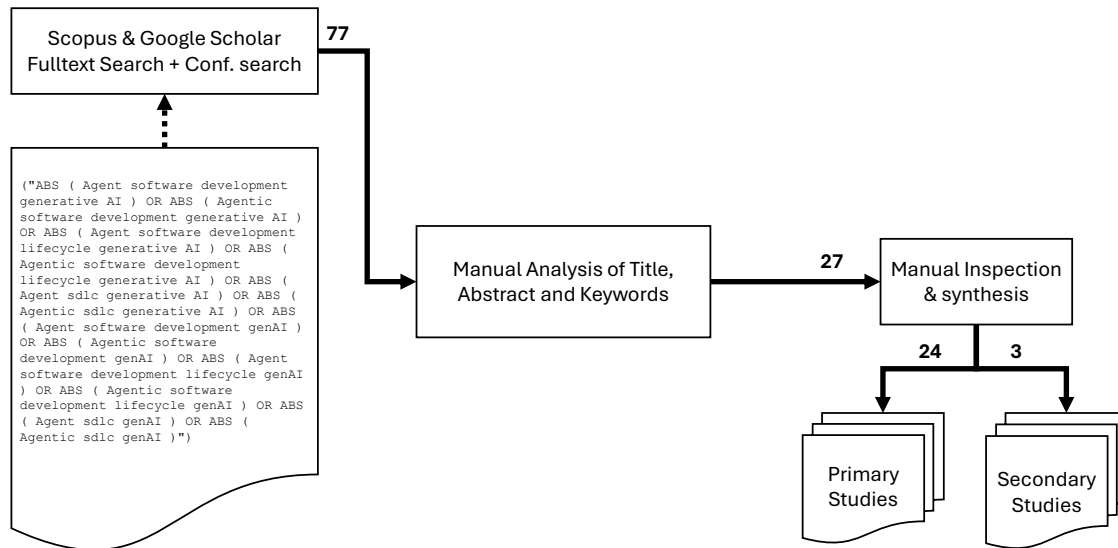 Scopus & Google Scholar
Fulltext Search + Conf. search
77
("ABS ( Agent software development
generative AI ) OR ABS ( Agentic
software development generative AI )
OR ABS ( Agent software development
lifecycle generative AI ) OR ABS (
Agentic software development
lifecycle generative AI ) OR ABS (
Agent sdlc generative AI ) OR ABS (
Agentic sdlc generative AI ) OR ABS
( Agent software development genAI )
OR ABS ( Agentic software
development genAI ) OR ABS ( Agent
software development lifecycle genAI
) OR ABS ( Agentic software
development lifecycle genAI ) OR ABS
( Agent sdlc genAI ) OR ABS (
Agentic sdlc genAI )")
Manual Analysis of Title,
Abstract and Keywords
27
Manual Inspection
& synthesis
24
3
Primary
Studies
Secondary
Studies